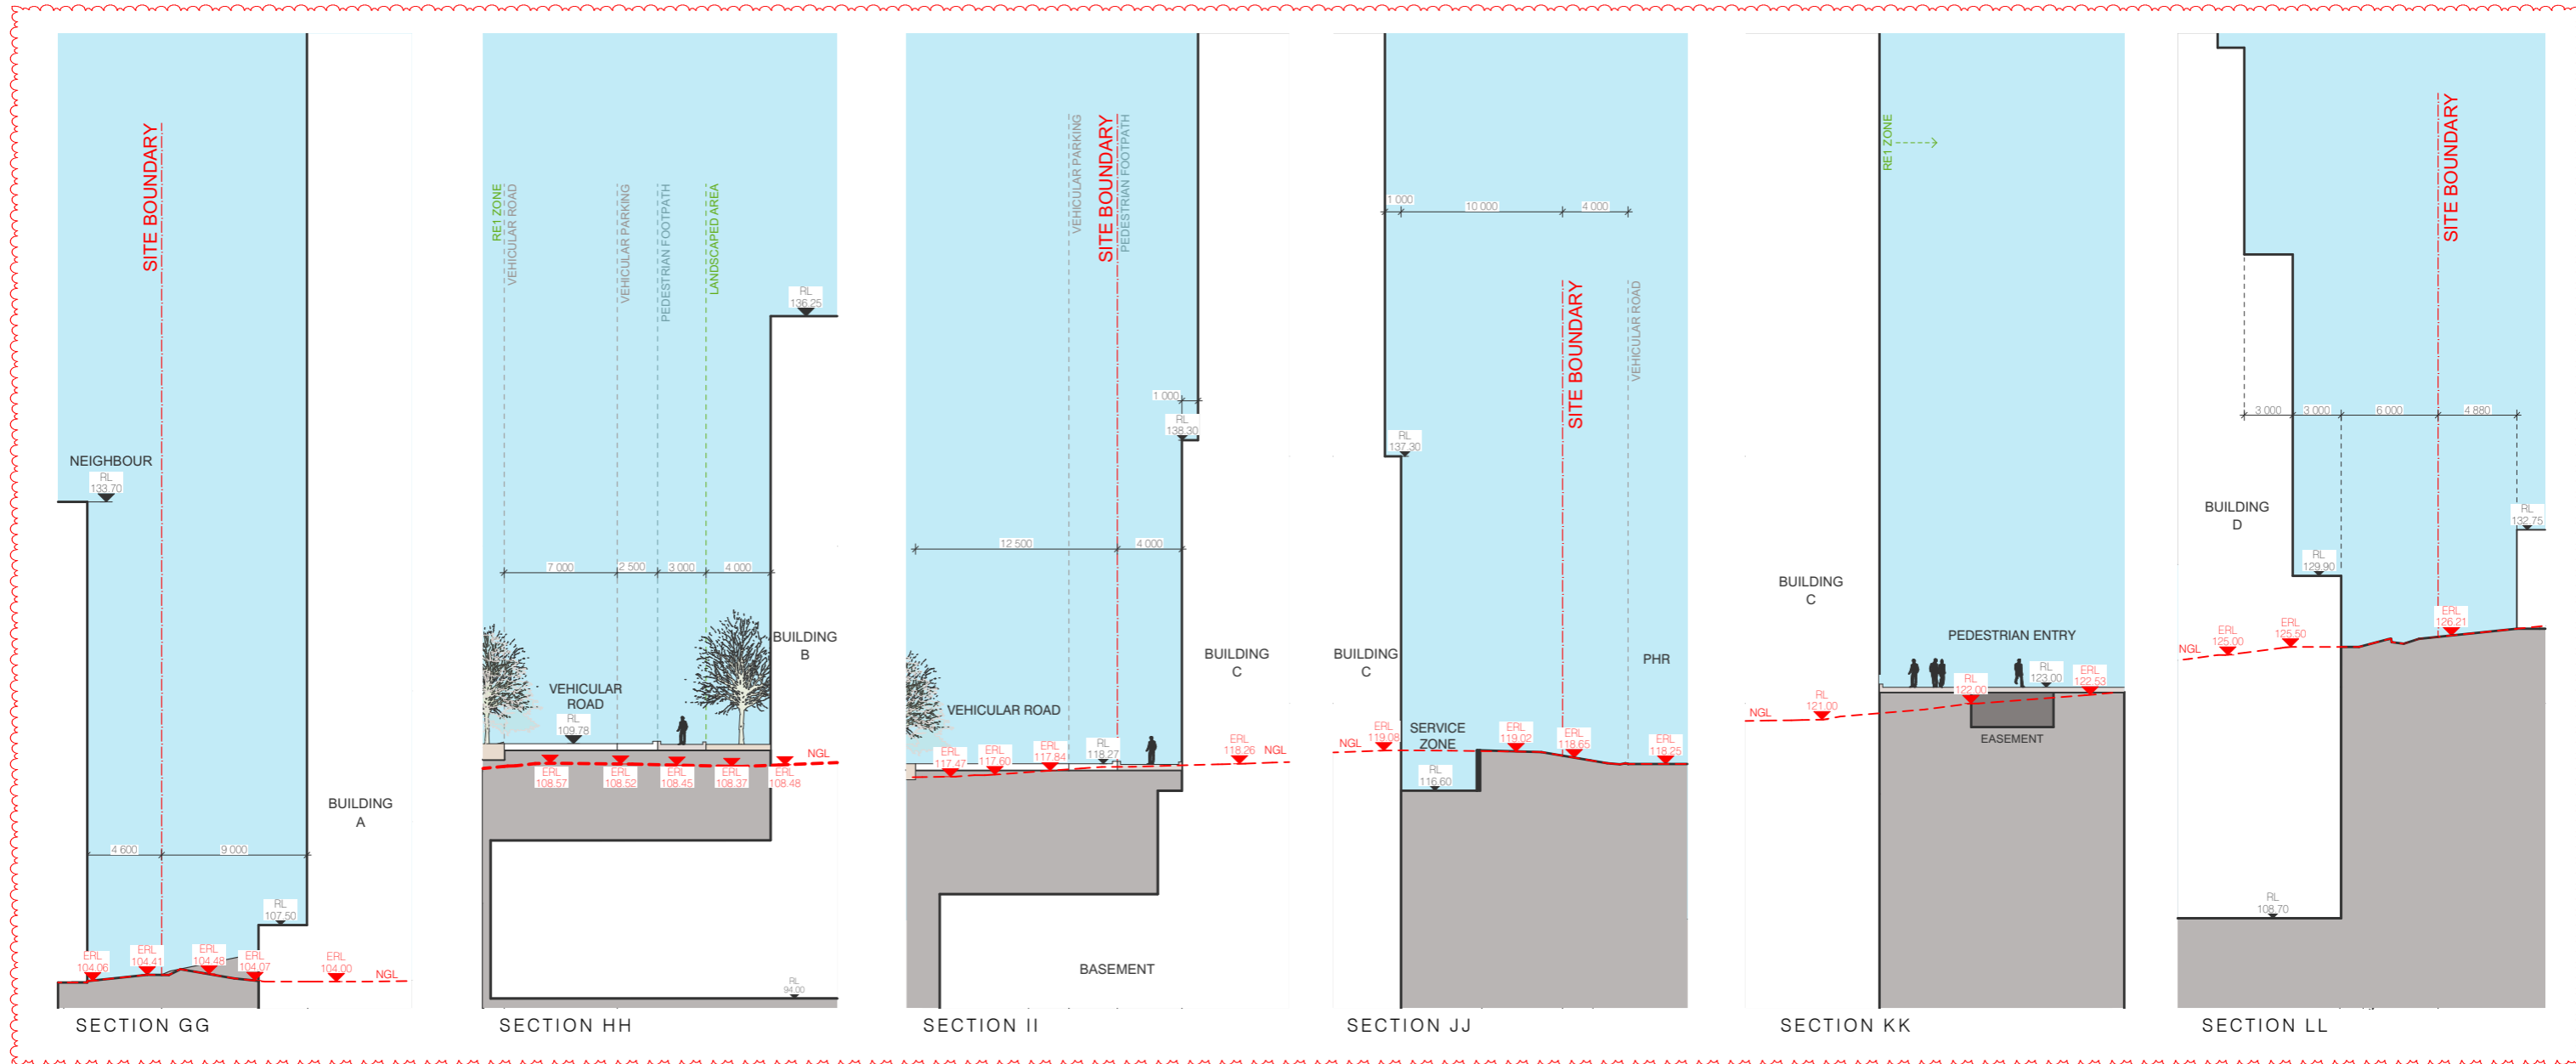 SITE BOUNDARY
NEIGHBOUR
RL
133.70
4 600
9 000
BUILDING
A
RL
107.50
ERL
104.06
ERL
104.41
ERL
104.48
ERL
104.07
ERL
104.00
NGL
SECTION GG
RE1 ZONE
VEHICULAR ROAD
VEHICULAR PARKING
PEDESTRIAN FOOTPATH
LANDSCAPED AREA
RL
136.25
7 000
2 500
3 000
4 000
BUILDING
B
VEHICULAR
ROAD
RL
109.78
NGL
ERL
108.57
ERL
108.52
ERL
108.45
ERL
108.37
ERL
108.48
RL
94.00
SECTION HH
VEHICULAR PARKING
SITE BOUNDARY
PEDESTRIAN FOOTPATH
1 000
RL
138.30
12 500
4 000
BUILDING
C
VEHICULAR ROAD
ERL
117.47
ERL
117.60
ERL
117.84
RL
118.27
ERL
118.26
NGL
BASEMENT
SECTION II
1 000
10 000
4 000
SITE BOUNDARY
VEHICULAR ROAD
RL
137.30
BUILDING
C
PHR
NGL
ERL
119.08
SERVICE
ZONE
ERL
119.02
ERL
118.65
ERL
118.25
RL
116.60
SECTION JJ
RE1 ZONE
BUILDING
C
PEDESTRIAN ENTRY
NGL
RL
121.00
RL
122.00
RL
123.00
ERL
122.53
EASEMENT
SECTION KK
SITE BOUNDARY
3 000
3 000
6 000
4 880
BUILDING
D
RL
132.75
RL
129.90
NGL
ERL
125.00
ERL
125.50
ERL
126.21
RL
108.70
SECTION LL